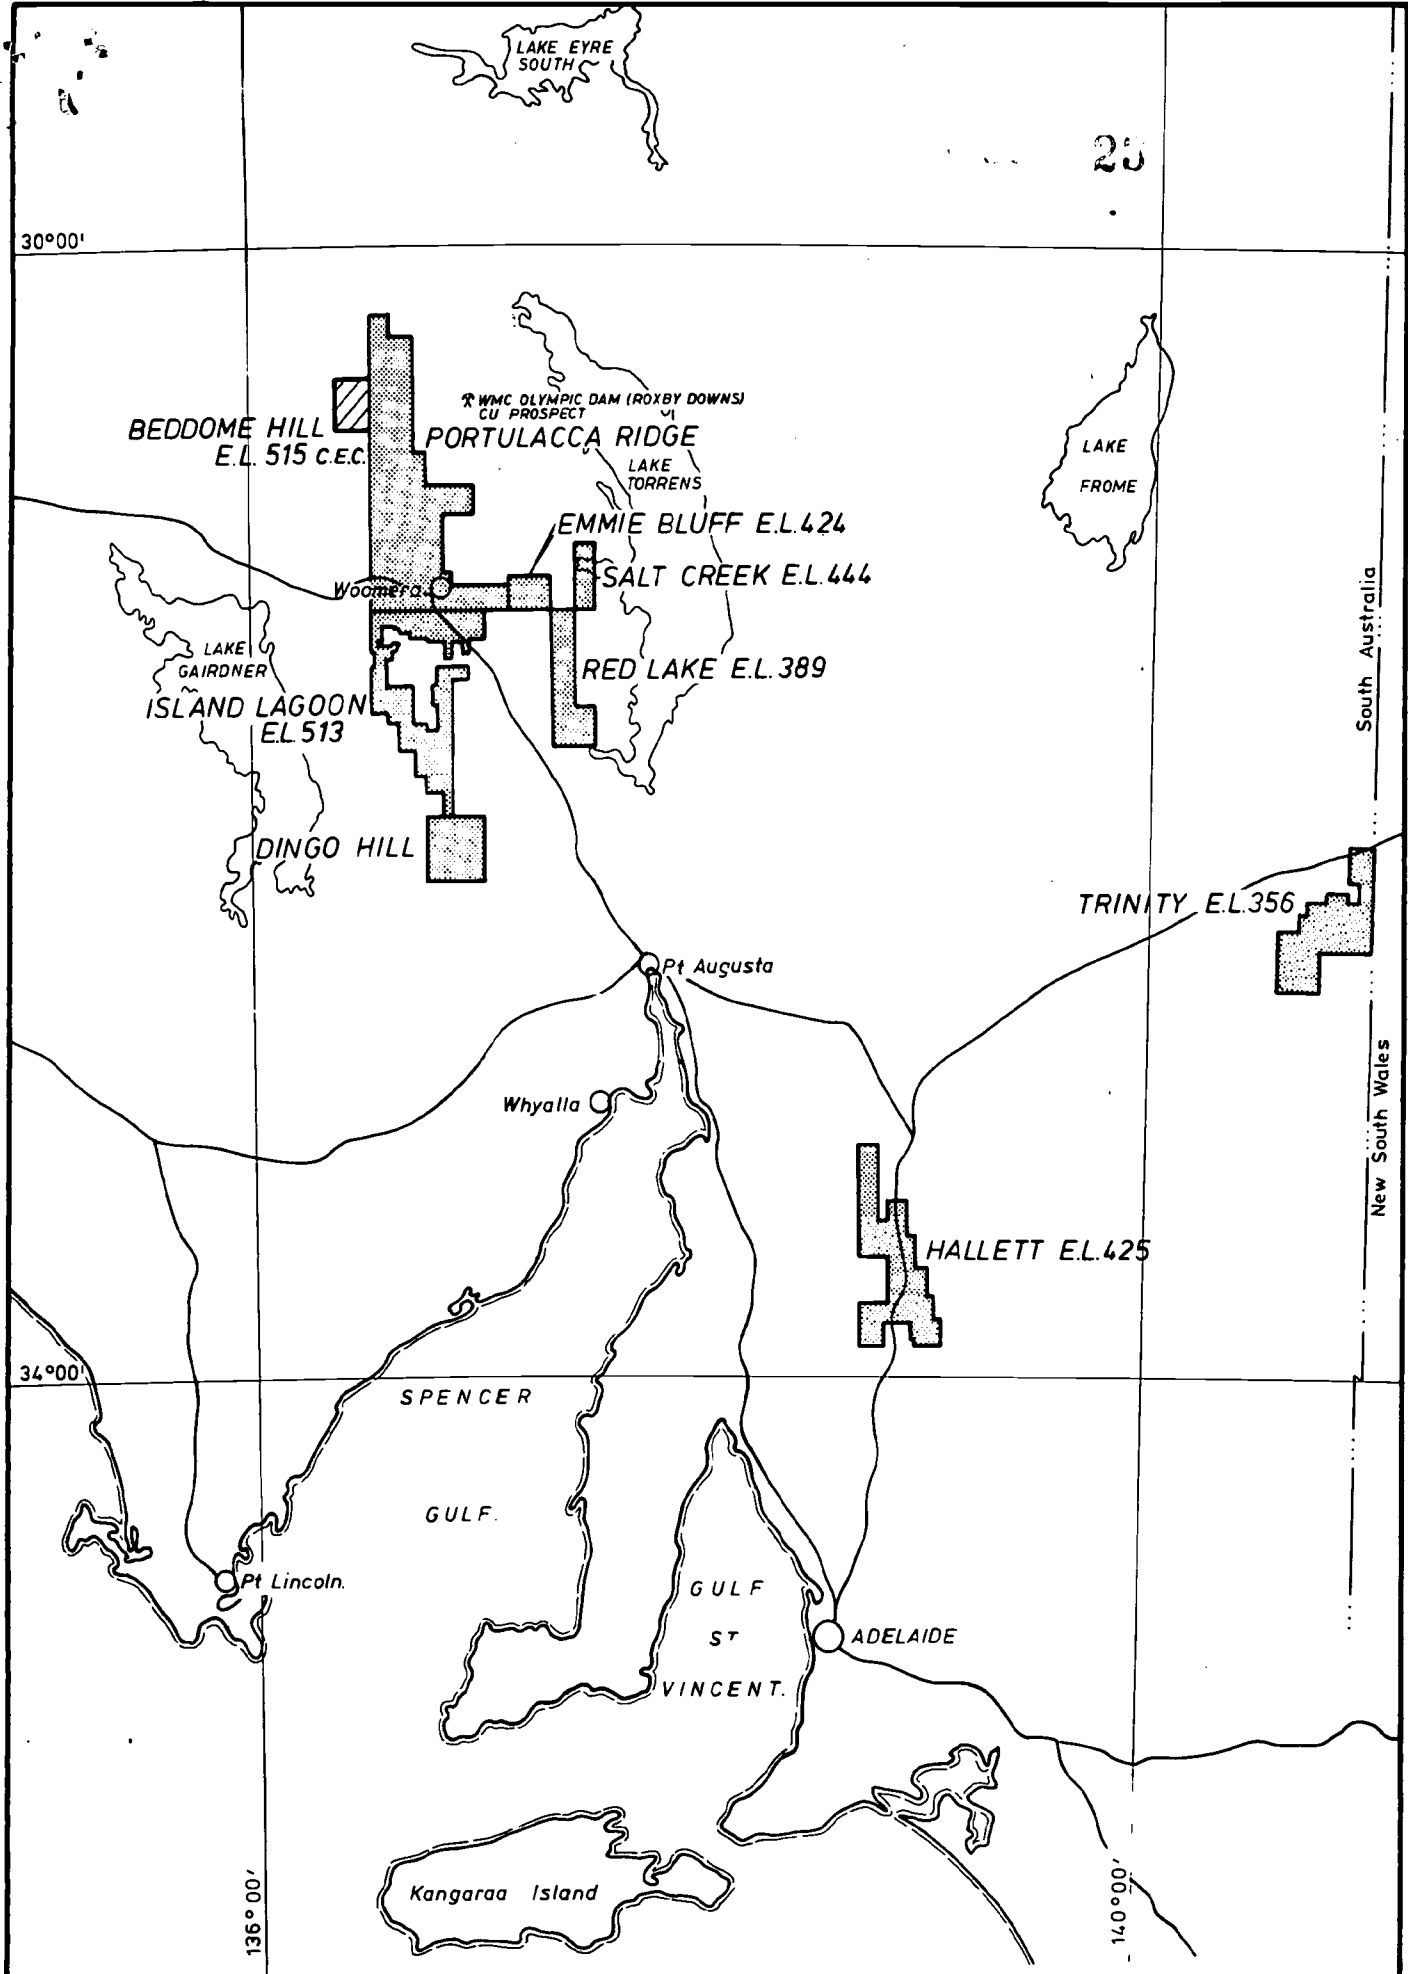 LAKE EYRE
SOUTH
30°00'
⚒ WMC OLYMPIC DAM (ROXBY DOWNS)
CU PROSPECT
BEDDOME HILL
E.L. 515 C.E.C.
PORTULACCA RIDGE
LAKE
TORRENS
LAKE
FROME
EMMIE BLUFF E.L.424
SALT CREEK E.L.444
Woomera
LAKE
GAIRDNER
RED LAKE E.L.389
ISLAND LAGOON
E.L.513
South Australia
DINGO HILL
TRINITY E.L.356
Pt Augusta
Whyalla
New South Wales
HALLETT E.L.425
34°00'
SPENCER
GULF.
Pt Lincoln.
GULF
ST
VINCENT.
ADELAIDE
Kangaraa Island
136°00'
140°00'